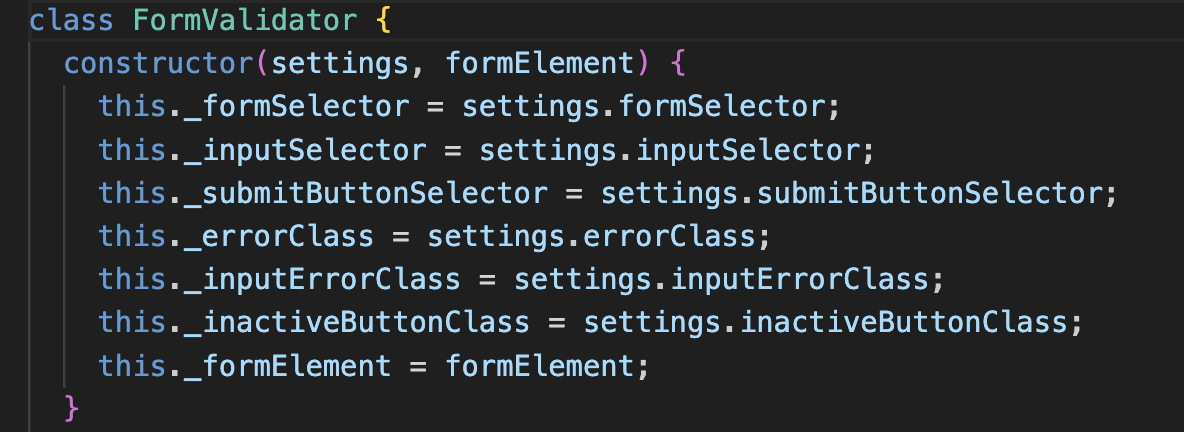 class FormValidator {
constructor(settings, formElement) {
this._formSelector = settings.formSelector;
this._inputSelector = settings.inputSelector;
this._submitButtonSelector = settings.submitButtonSelector;
this._errorClass = settings.errorClass;
this._inputErrorClass = settings.inputErrorClass;
this._inactiveButtonClass = settings.inactiveButtonClass;
this._formElement = formElement;
}